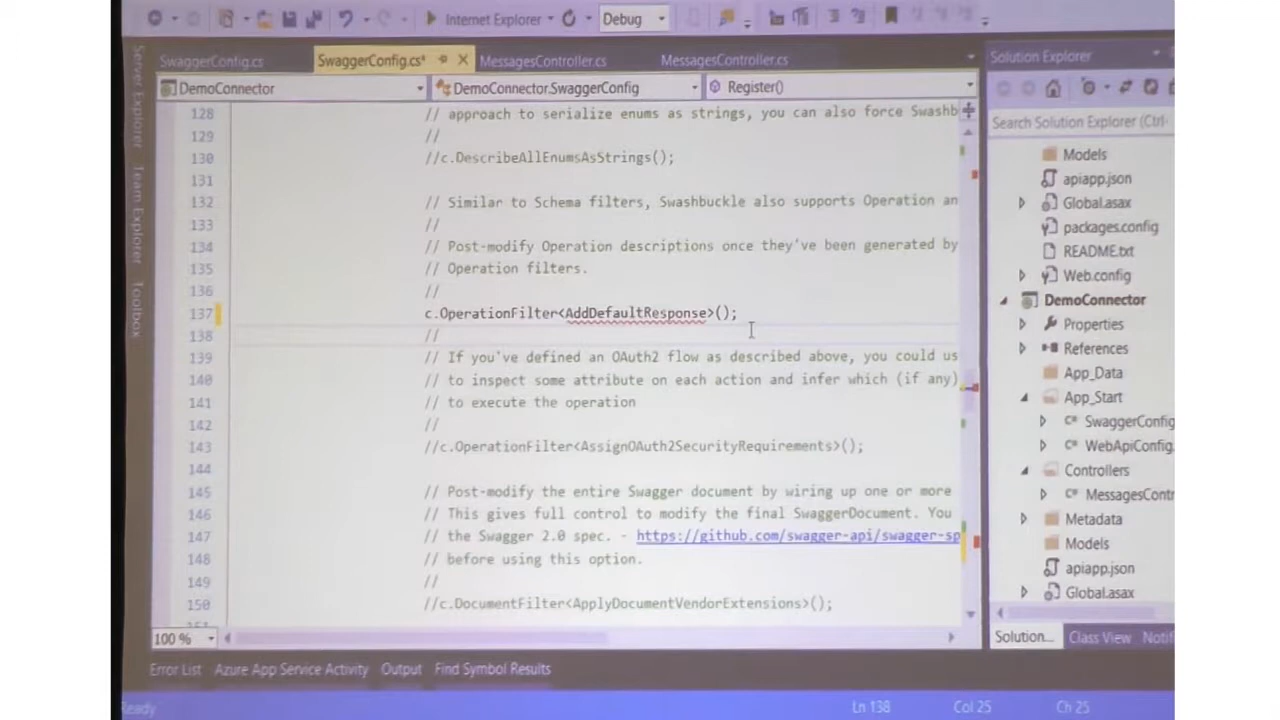 Internet Explorer
Debug
SwaggerConfig.cs
SwaggerConfig.cs*
MessagesController.cs
MessagesController.cs
Solution Explorer
DemoConnector
DemoConnector.SwaggerConfig
Register()
Server Explorer
Team Explorer
Toolbox
128 // approach to serialize enums as strings, you can also force Swashb
129 //
130 //c.DescribeAllEnumsAsStrings();
131
132 // Similar to Schema filters, Swashbuckle also supports Operation an
133 //
134 // Post-modify Operation descriptions once they've been generated by
135 // Operation filters.
136 //
137 c.OperationFilter<AddDefaultResponse>();
138 //
139 // If you've defined an OAuth2 flow as described above, you could us
140 // to inspect some attribute on each action and infer which (if any)
141 // to execute the operation
142 //
143 //c.OperationFilter<AssignOAuth2SecurityRequirements>();
144
145 // Post-modify the entire Swagger document by wiring up one or more
146 // This gives full control to modify the final SwaggerDocument. You
147 // the Swagger 2.0 spec. - https://github.com/swagger-api/swagger-sp
148 // before using this option.
149 //
150 //c.DocumentFilter<ApplyDocumentVendorExtensions>();
Search Solution Explorer (Ctrl-
Models
apiapp.json
Global.asax
packages.config
README.txt
Web.config
DemoConnector
Properties
References
App_Data
App_Start
SwaggerConfig
WebApiConfig.
Controllers
MessagesContr
Metadata
Models
apiapp.json
Global.asax
100 %
Solution...
Class View
Notif
Error List
Azure App Service Activity
Output
Find Symbol Results
Ready
Ln 138
Col 25
Ch 25